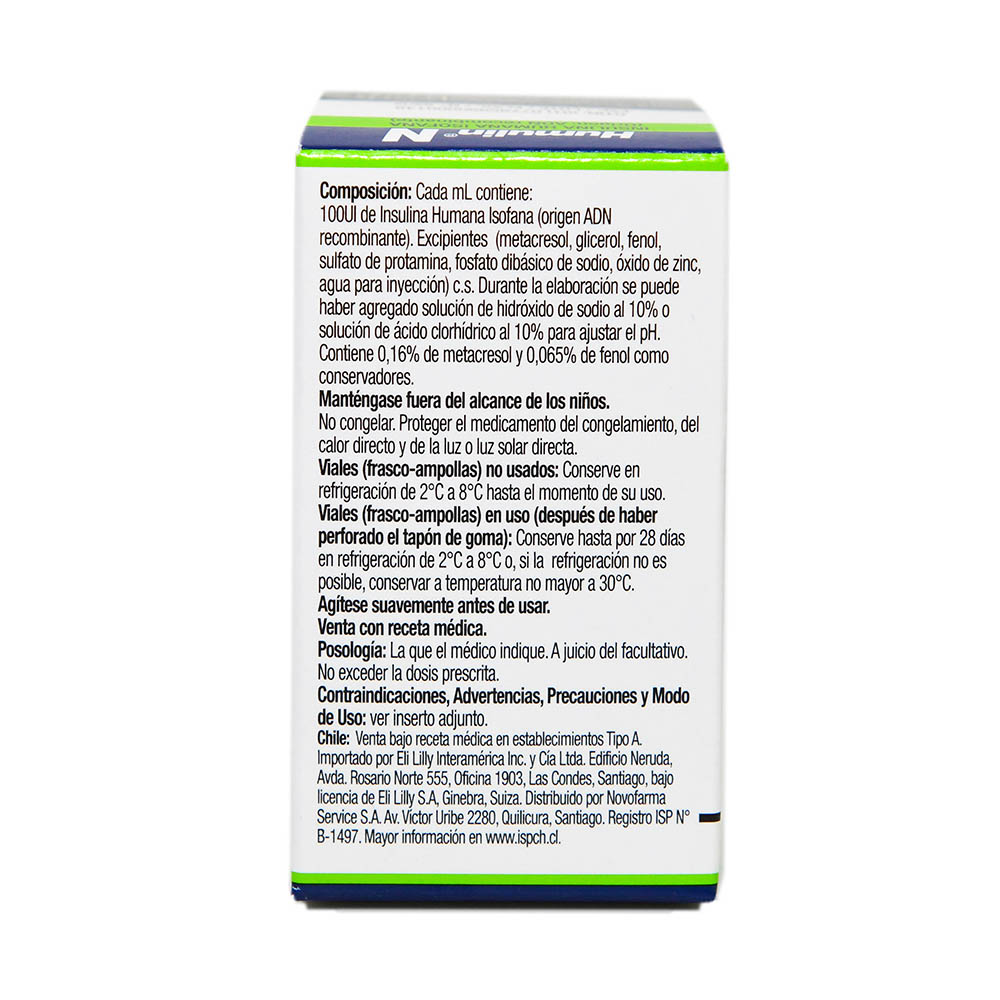 Humulin® N
INSULINA HUMANA ISOFANA
Composición: Cada mL contiene:
100UI de Insulina Humana Isofana (origen ADN
recombinante). Excipientes (metacresol, glicerol, fenol,
sulfato de protamina, fosfato dibásico de sodio, óxido de zinc,
agua para inyección) c.s. Durante la elaboración se puede
haber agregado solución de hidróxido de sodio al 10% o
solución de ácido clorhídrico al 10% para ajustar el pH.
Contiene 0,16% de metacresol y 0,065% de fenol como
conservadores.
Manténgase fuera del alcance de los niños.
No congelar. Proteger el medicamento del congelamiento, del
calor directo y de la luz o luz solar directa.
Viales (frasco-ampollas) no usados: Conserve en
refrigeración de 2°C a 8°C hasta el momento de su uso.
Viales (frasco-ampollas) en uso (después de haber
perforado el tapón de goma): Conserve hasta por 28 días
en refrigeración de 2°C a 8°C o, si la refrigeración no es
posible, conservar a temperatura no mayor a 30°C.
Agítese suavemente antes de usar.
Venta con receta médica.
Posología: La que el médico indique. A juicio del facultativo.
No exceder la dosis prescrita.
Contraindicaciones, Advertencias, Precauciones y Modo
de Uso: ver inserto adjunto.
Chile: Venta bajo receta médica en establecimientos Tipo A.
Importado por Eli Lilly Interamérica Inc. y Cía Ltda. Edificio Neruda,
Avda. Rosario Norte 555, Oficina 1903, Las Condes, Santiago, bajo
licencia de Eli Lilly S.A, Ginebra, Suiza. Distribuido por Novofarma
Service S.A. Av. Víctor Uribe 2280, Quilicura, Santiago. Registro ISP N°
B-1497. Mayor información en www.ispch.cl.